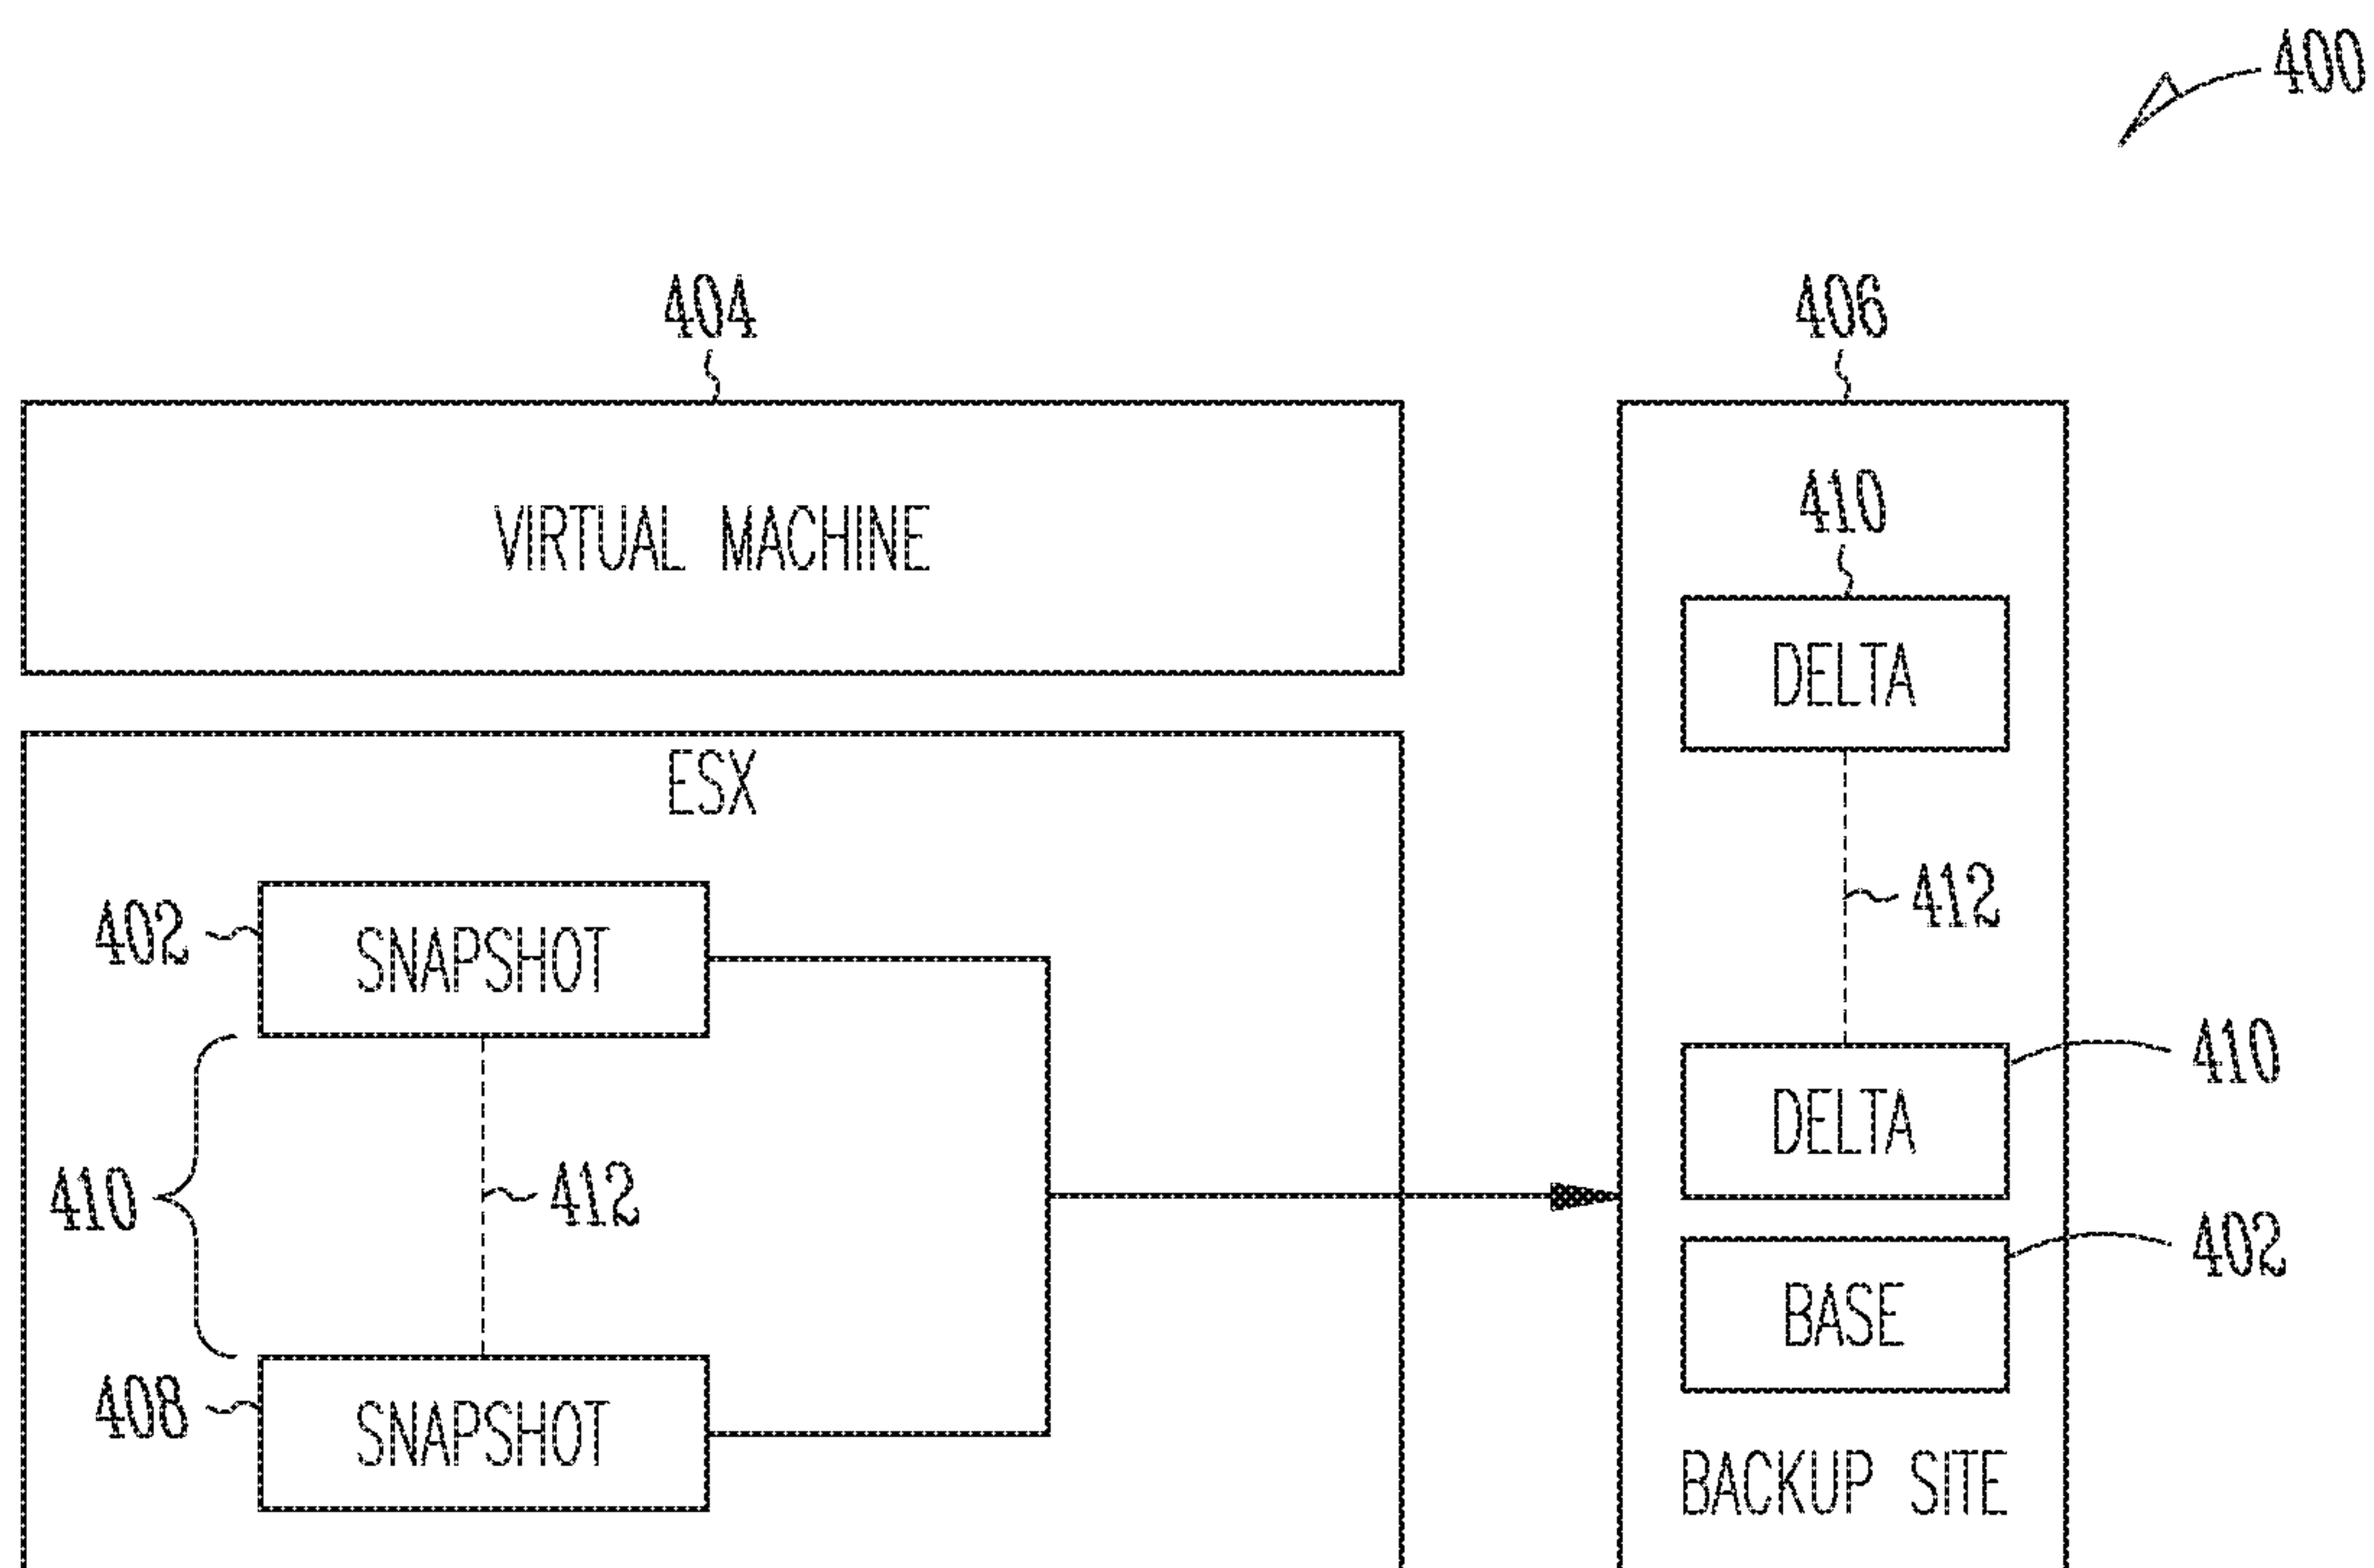 400
404
406
VIRTUAL MACHINE
410
DELTA
ESX
412
402
SNAPSHOT
410
DELTA
410
412
402
BASE
408
SNAPSHOT
BACKUP SITE